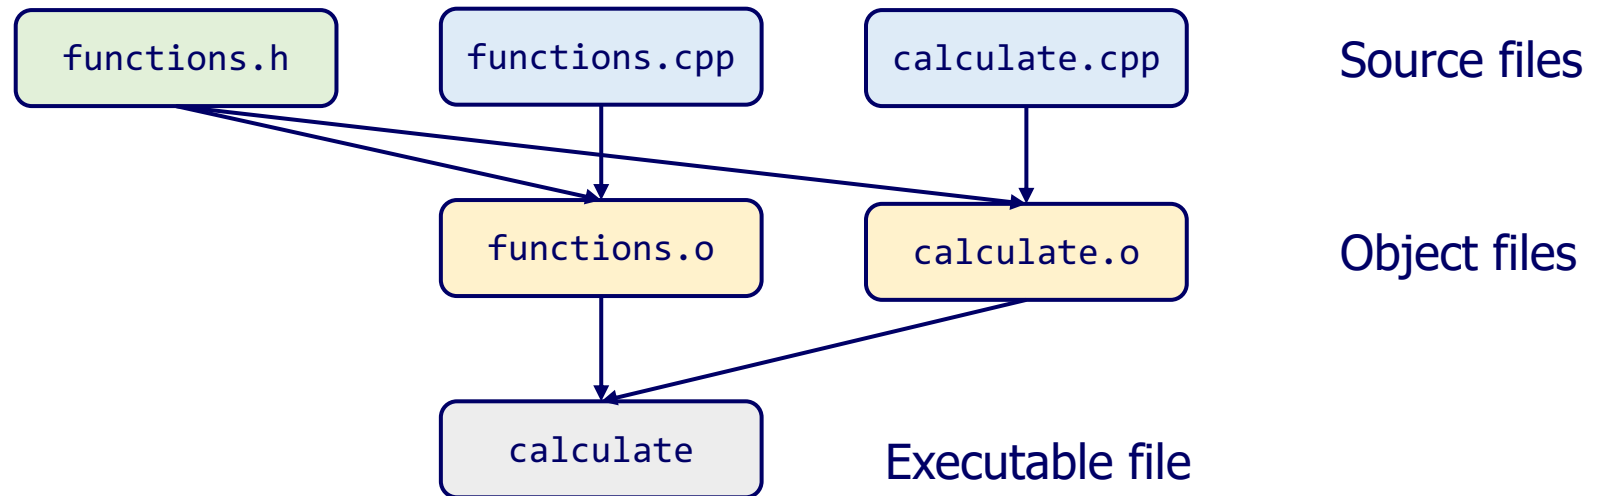 functions.h
functions.cpp
calculate.cpp
Source files
functions.o
calculate.o
Object files
calculate
Executable file